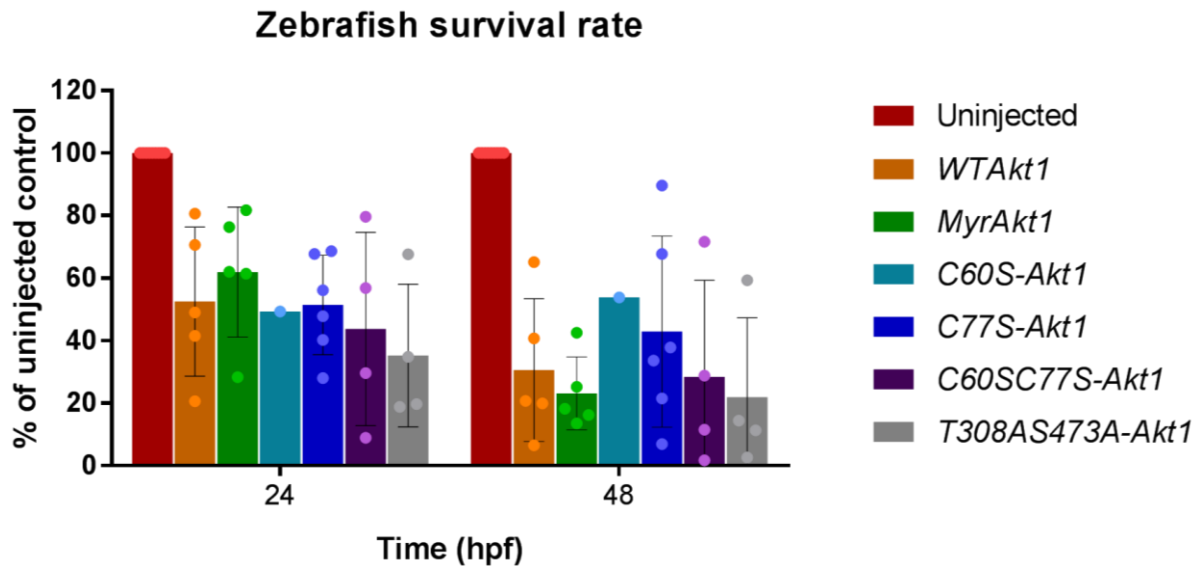 Zebrafish survival rate
% of uninjected control
120
100
80
60
40
20
0
24
48
Time (hpf)
Uninjected
WTAkt1
MyrAkt1
C60S-Akt1
C77S-Akt1
C60SC77S-Akt1
T308AS473A-Akt1